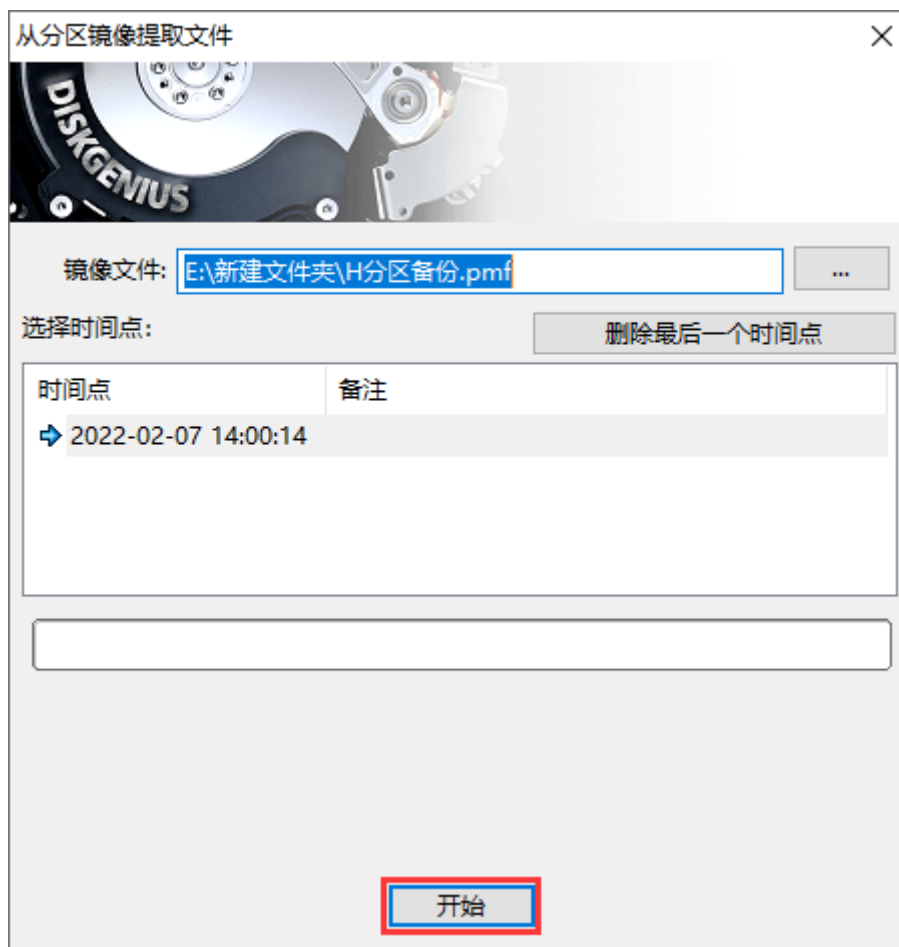 从分区镜像提取文件
DISKGENIUS
镜像文件: E:\新建文件夹\H分区备份.pmf ...
选择时间点: 删除最后一个时间点
时间点 备注
2022-02-07 14:00:14
开始